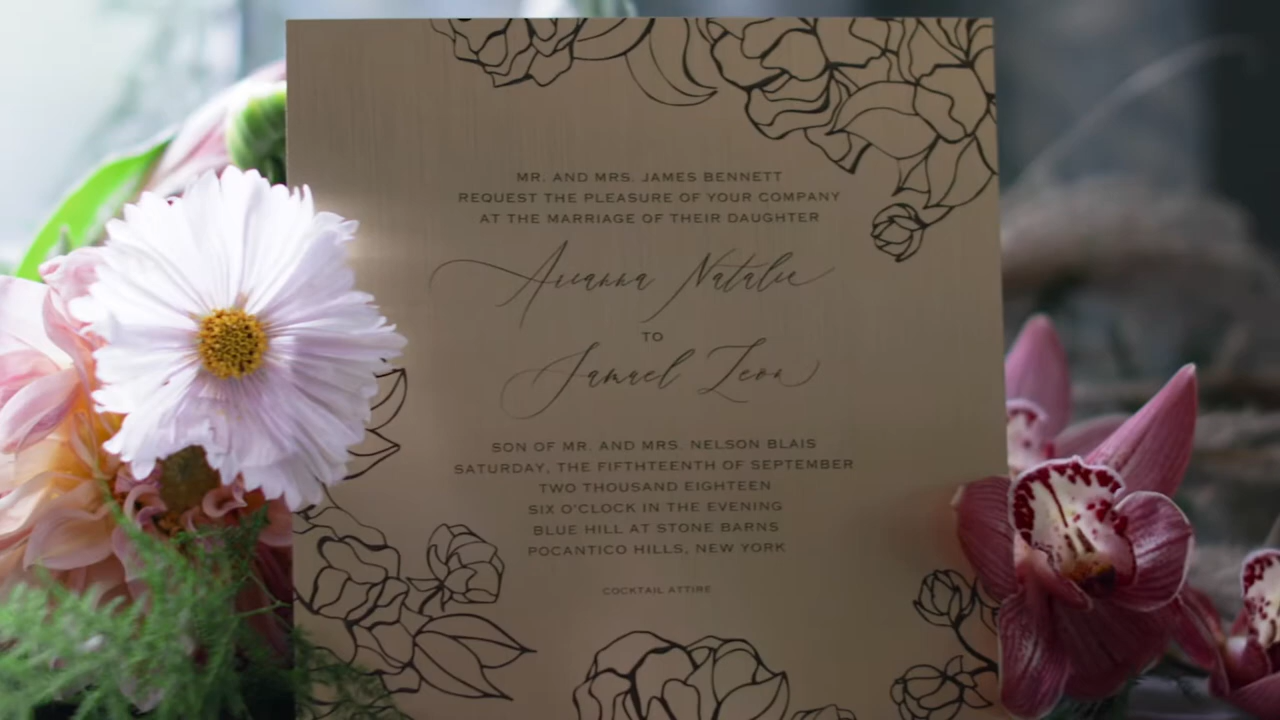 MR. AND MRS. JAMES BENNETT
REQUEST THE PLEASURE OF YOUR COMPANY
AT THE MARRIAGE OF THEIR DAUGHTER
Arianna Natalie
TO
Samuel Leon
SON OF MR. AND MRS. NELSON BLAIS
SATURDAY, THE FIFTHTEENTH OF SEPTEMBER
TWO THOUSAND EIGHTEEN
SIX O'CLOCK IN THE EVENING
BLUE HILL AT STONE BARNS
POCANTICO HILLS, NEW YORK
COCKTAIL ATTIRE